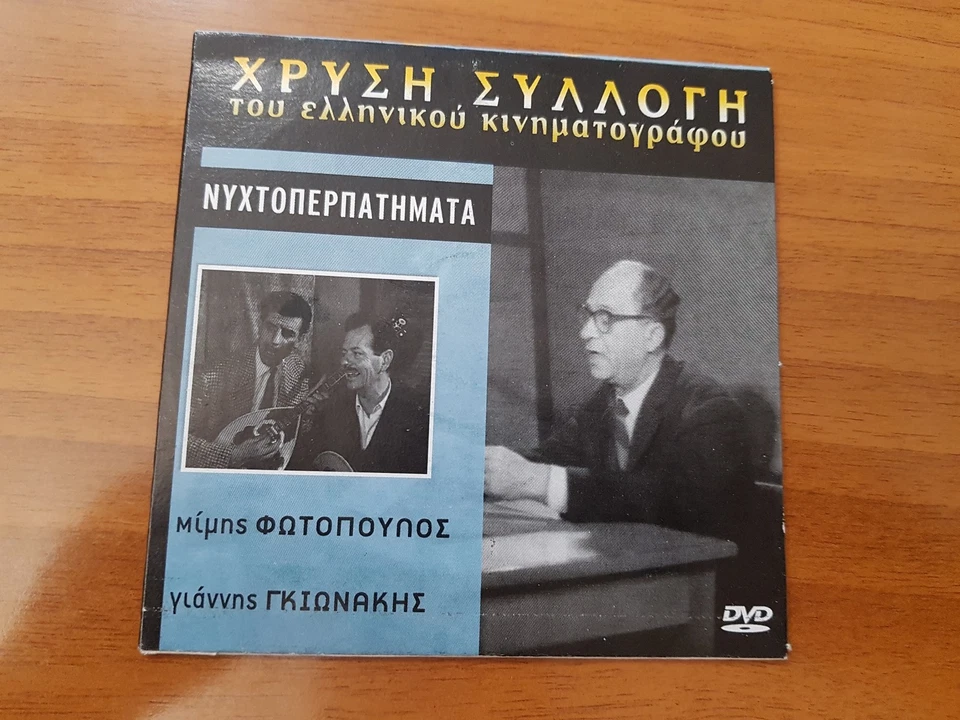 ΧΡΥΣΗ ΣΥΛΛΟΓΗ
του ελληνικού κινηματογράφου
ΝΥΧΤΟΠΕΡΠΑΤΗΜΑΤΑ
μίμης ΦΩΤΟΠΟΥΛΟΣ
γιάννης ΓΚΙΩΝΑΚΗΣ
DVD